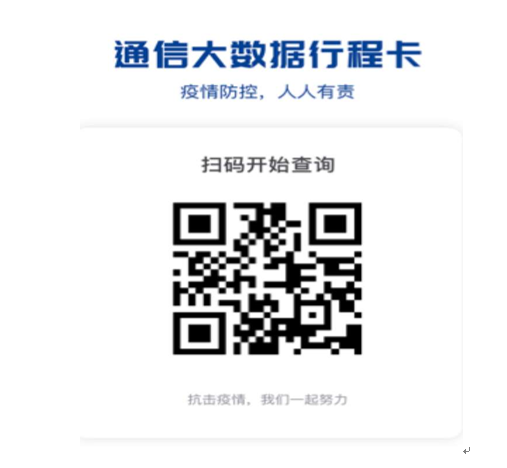 通信大数据行程卡
疫情防控，人人有责
扫码开始查询
抗击疫情，我们一起努力